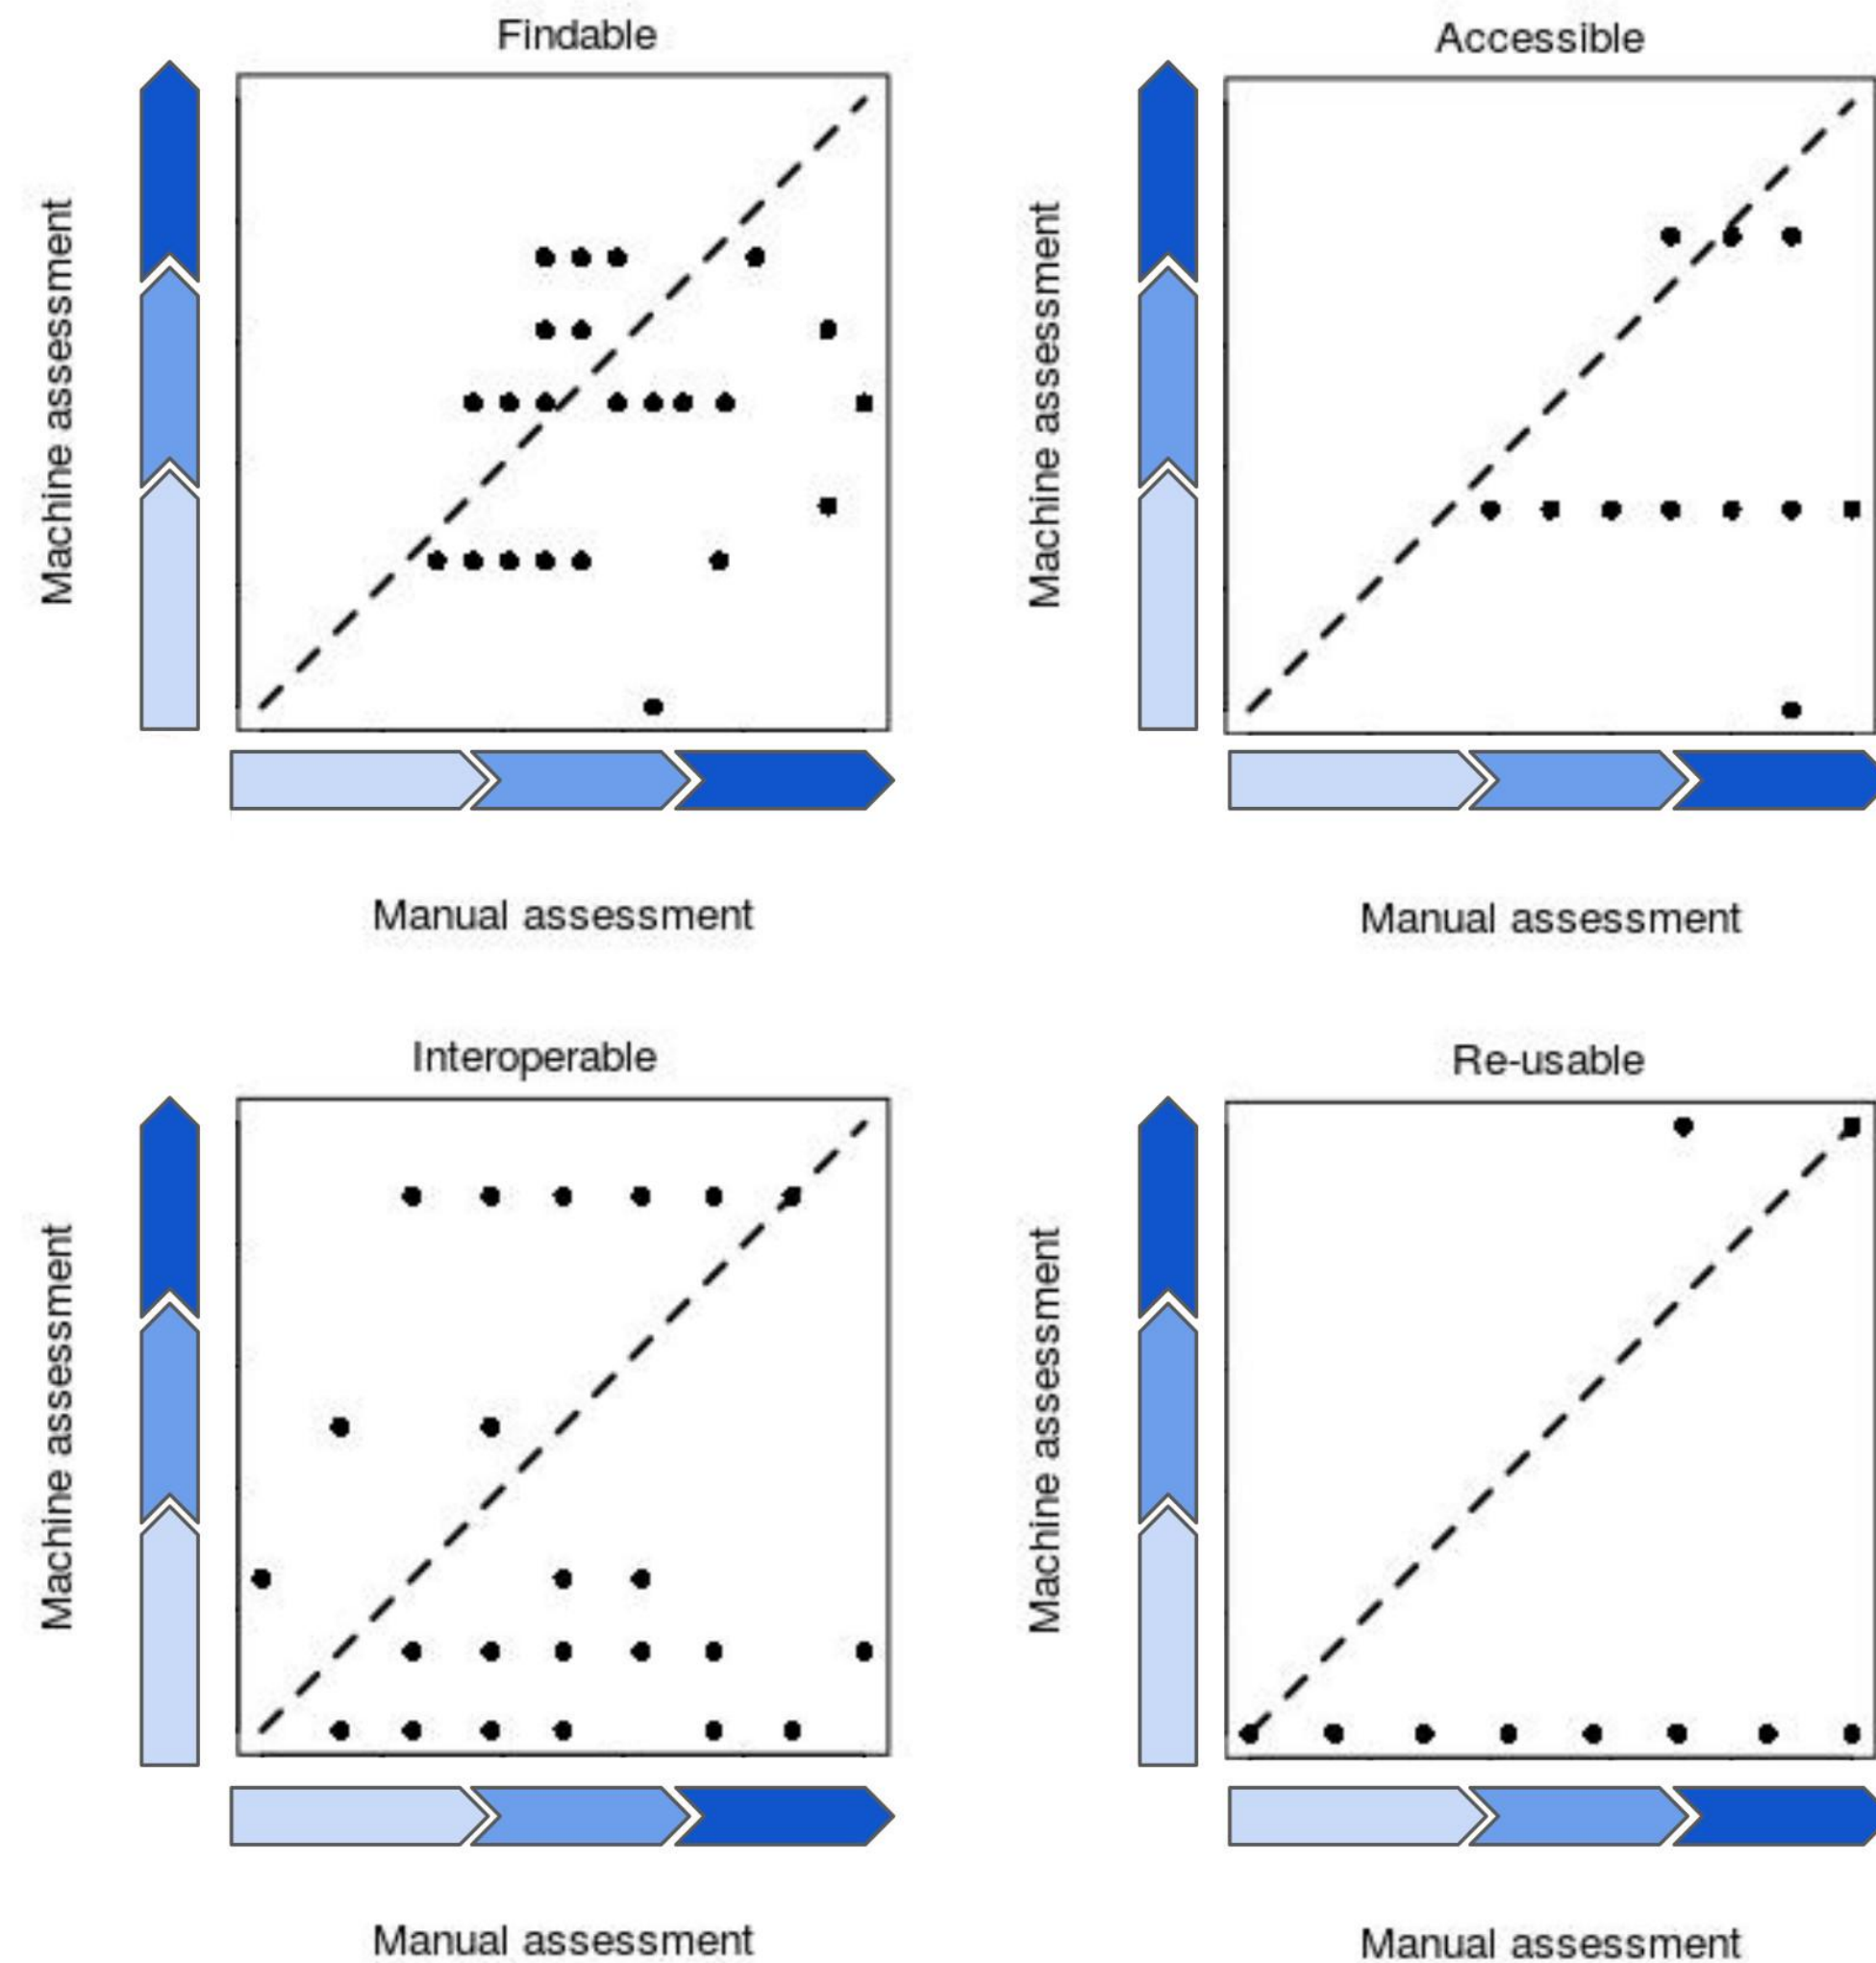 Findable
Accessible
Machine assessment
Machine assessment
Manual assessment
Manual assessment
Interoperable
Re-usable
Machine assessment
Machine assessment
Manual assessment
Manual assessment